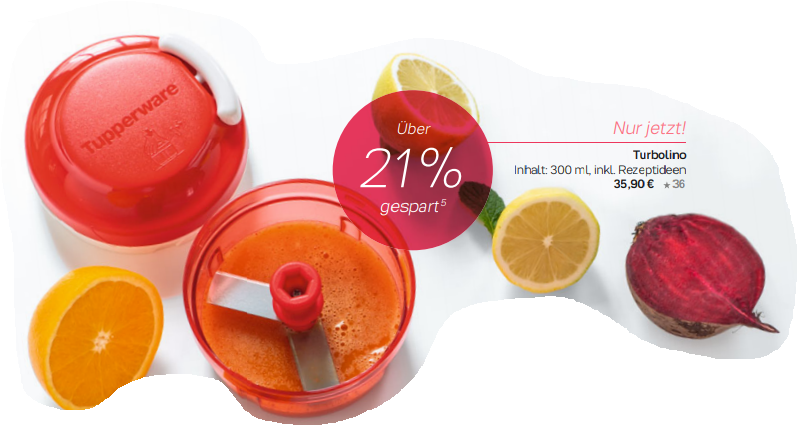 Tupperware
Über
21%
gespart⁵
Nur jetzt!
Turbolino
Inhalt: 300 ml, inkl. Rezeptideen
35,90 € ★36